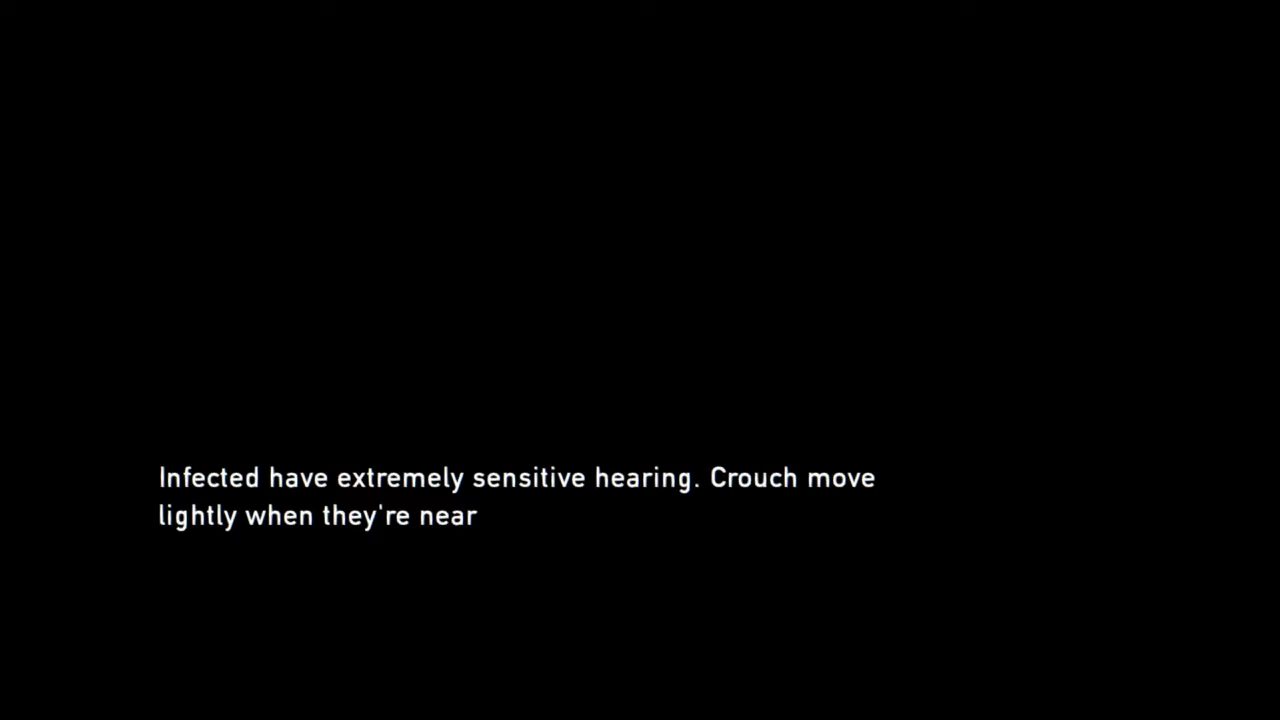 Infected have extremely sensitive hearing. Crouch move
lightly when they're near